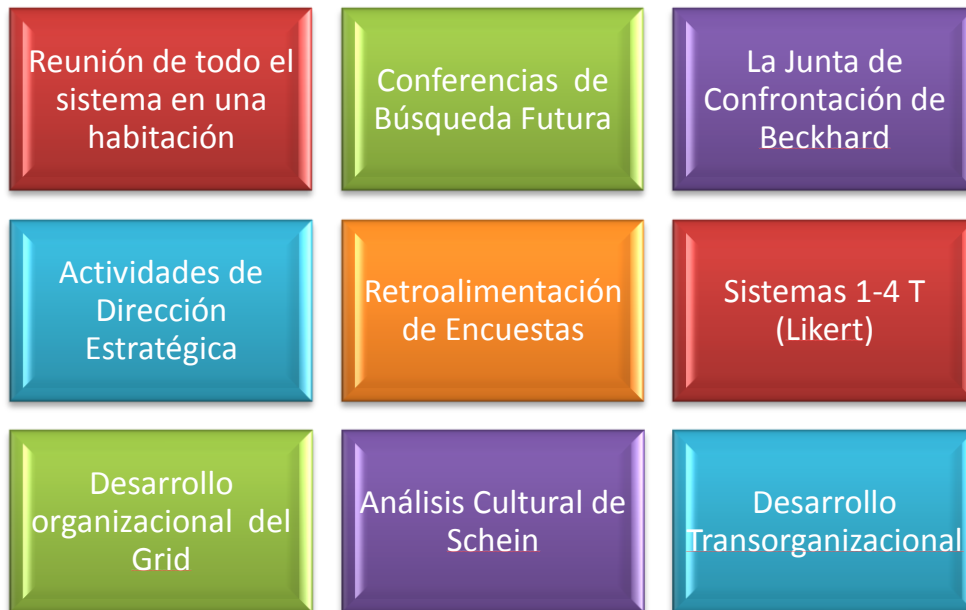 Reunión de todo el
sistema en una
habitación
Conferencias de
Búsqueda Futura
La Junta de
Confrontación de
Beckhard
Actividades de
Dirección
Estratégica
Retroalimentación
de Encuestas
Sistemas 1-4 T
(Likert)
Desarrollo
organizacional del
Grid
Análisis Cultural de
Schein
Desarrollo
Transorganizacional